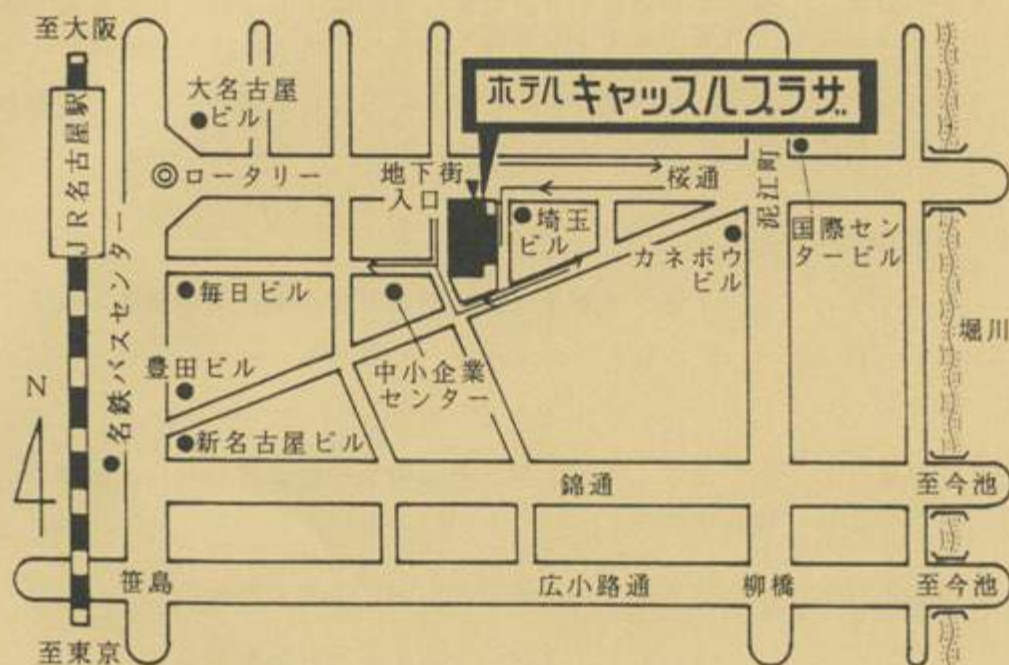 至大阪
大名古屋
ビル
ホテル キャッスルプラザ
JR名古屋駅
ロータリー
地下街
入口
桜通
泥江町
埼玉
ビル
カネボウ
ビル
国際セン
タービル
名鉄バスセンター
毎日ビル
堀川
豊田ビル
中小企業
センター
N
新名古屋ビル
錦通
至今池
笹島
広小路通
柳橋
至今池
至東京